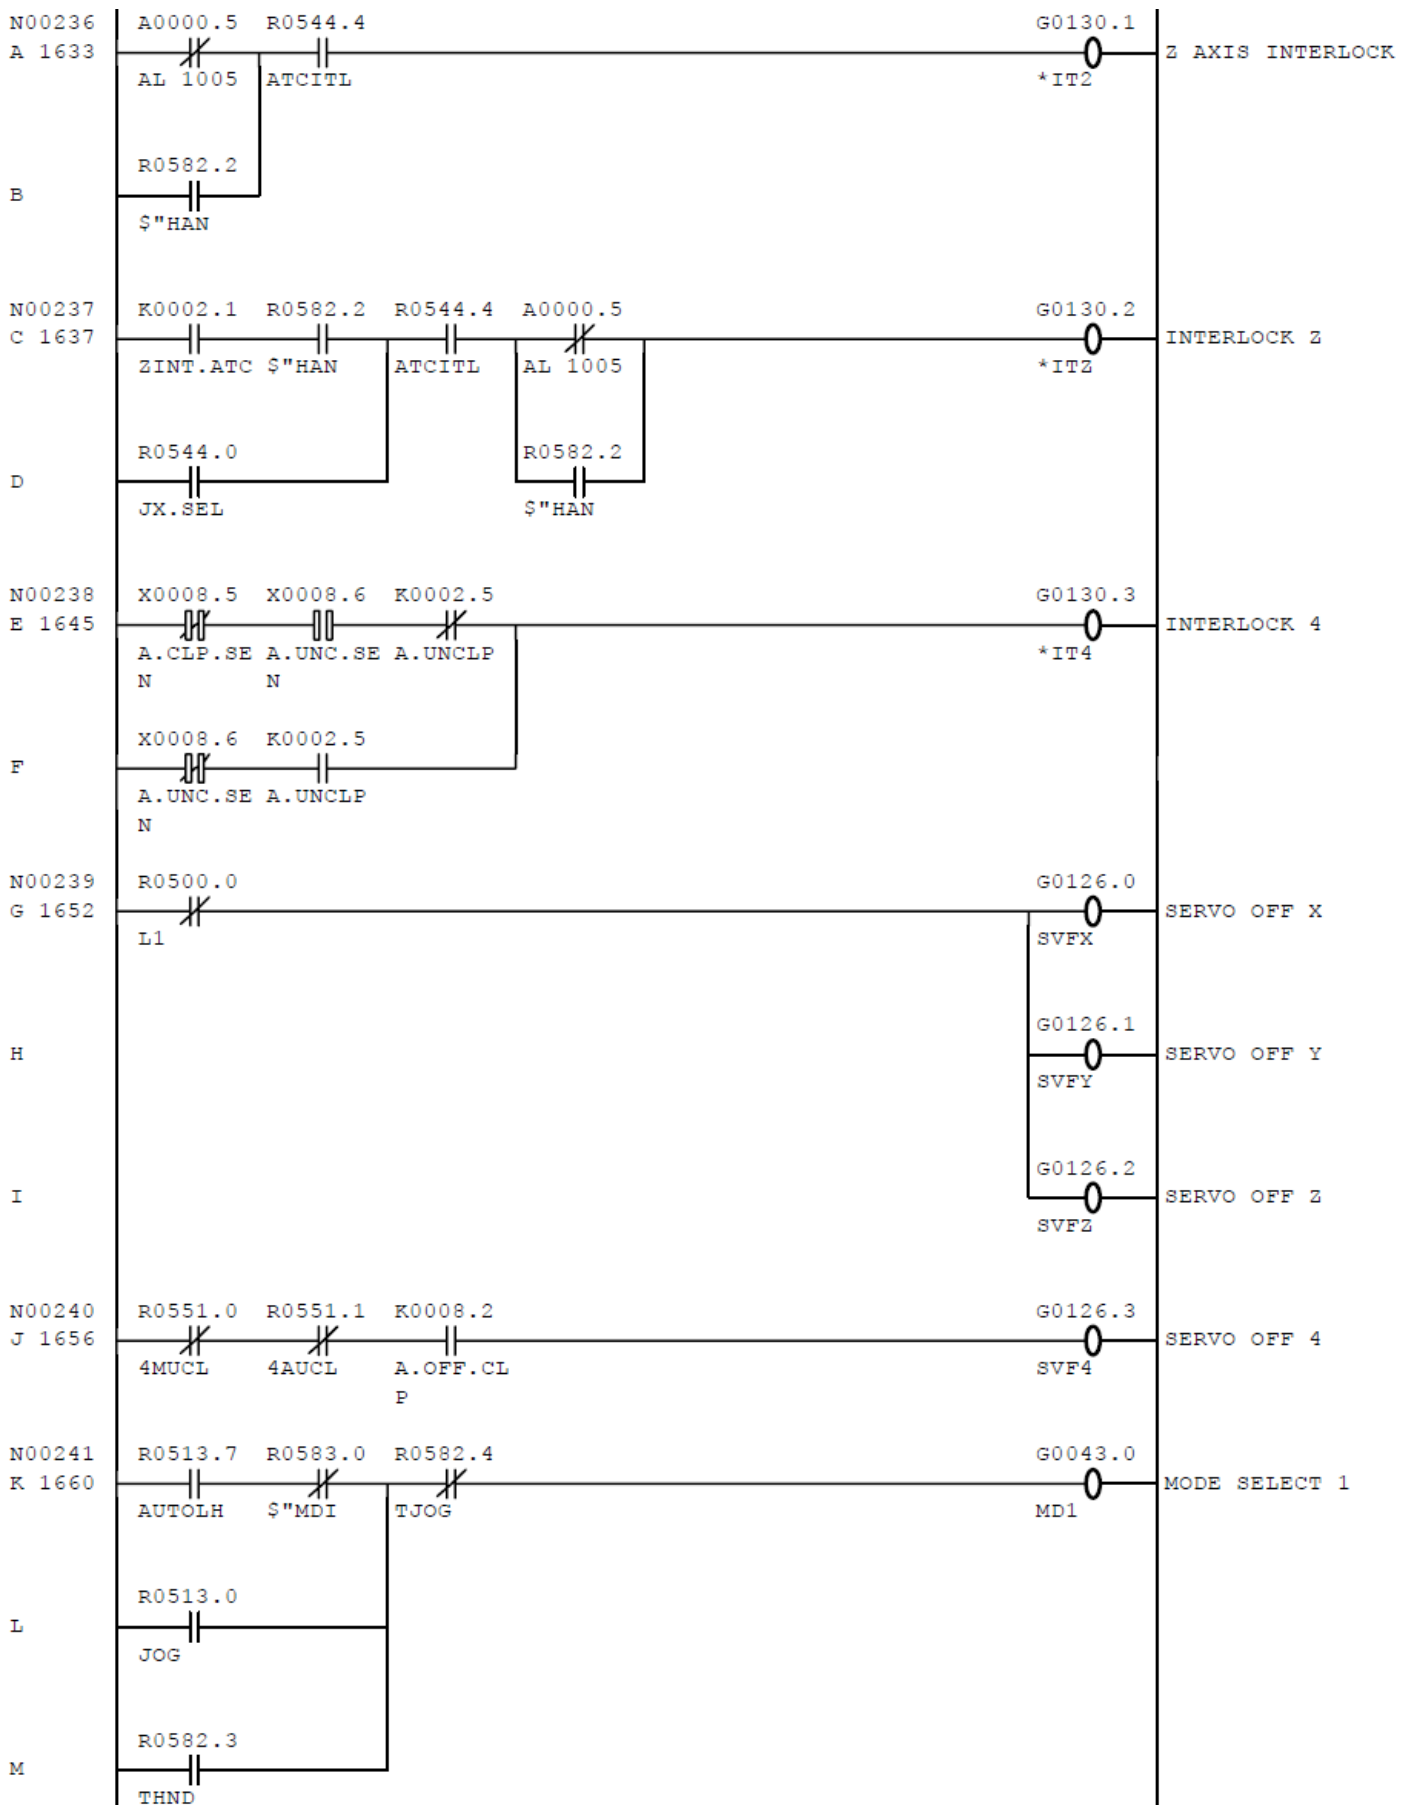 N00236 A0000.5 R0544.4 G0130.1
A 1633 Z AXIS INTERLOCK
AL 1005 ATCITL *IT2
R0582.2
B
$"HAN
N00237 K0002.1 R0582.2 R0544.4 A0000.5 G0130.2
C 1637 INTERLOCK Z
ZINT.ATC $"HAN ATCITL AL 1005 *ITZ
R0544.0 R0582.2
D
JX.SEL $"HAN
N00238 X0008.5 X0008.6 K0002.5 G0130.3
E 1645 INTERLOCK 4
A.CLP.SE A.UNC.SE A.UNCLP *IT4
N N
X0008.6 K0002.5
F
A.UNC.SE A.UNCLP
N
N00239 R0500.0 G0126.0
G 1652 SERVO OFF X
L1 SVFX
G0126.1
H SERVO OFF Y
SVFY
G0126.2
I SERVO OFF Z
SVFZ
N00240 R0551.0 R0551.1 K0008.2 G0126.3
J 1656 SERVO OFF 4
4MUCL 4AUCL A.OFF.CL SVF4
P
N00241 R0513.7 R0583.0 R0582.4 G0043.0
K 1660 MODE SELECT 1
AUTOLH $"MDI TJOG MD1
R0513.0
L
JOG
R0582.3
M
THND